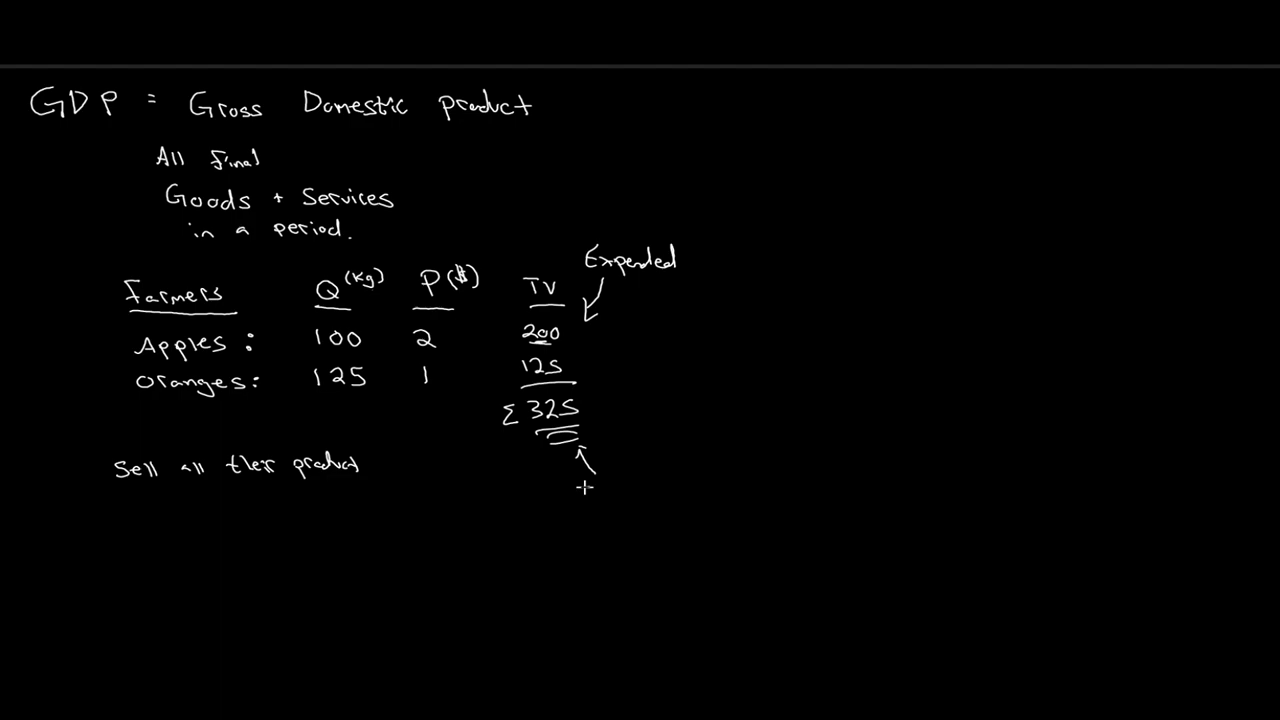 GDP = Gross Domestic product
All final
Goods + Services
in a period.
Expended
Farmers Q (kg) P ($) TV
Apples : 100 2 200
Oranges: 125 1 125
Σ 325
Sell all their product